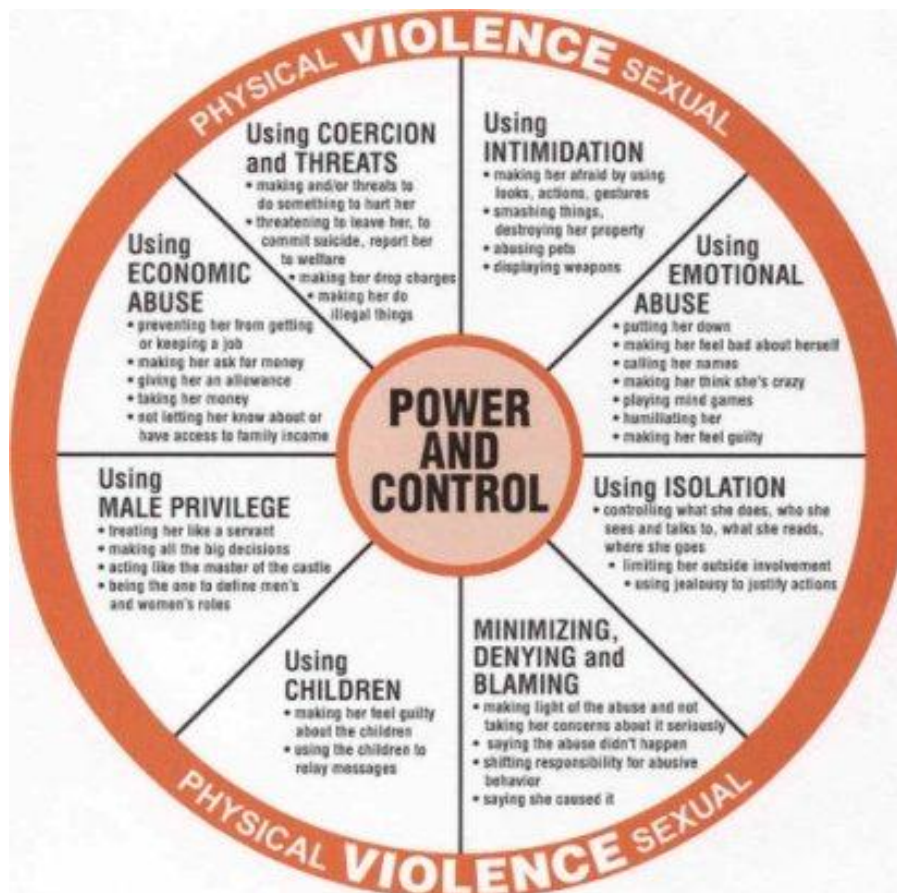 PHYSICAL VIOLENCE SEXUAL
Using COERCION
and THREATS
• making and/or threats to
do something to hurt her
• threatening to leave her, to
commit suicide, report her
to welfare
• making her drop charges
• making her do
illegal things
Using
INTIMIDATION
• making her afraid by using
looks, actions, gestures
• smashing things,
destroying her property
• abusing pets
• displaying weapons
Using
EMOTIONAL
ABUSE
• putting her down
• making her feel bad about herself
• calling her names
• making her think she's crazy
• playing mind games
• humiliating her
• making her feel guilty
Using ISOLATION
• controlling what she does, who she
sees and talks to, what she reads,
where she goes
• limiting her outside involvement
• using jealousy to justify actions
MINIMIZING,
DENYING and
BLAMING
• making light of the abuse and not
taking her concerns about it seriously
• saying the abuse didn't happen
• shifting responsibility for abusive
behavior
• saying she caused it
Using
CHILDREN
• making her feel guilty
about the children
• using the children to
relay messages
Using
MALE PRIVILEGE
• treating her like a servant
• making all the big decisions
• acting like the master of the castle
• being the one to define men's
and women's roles
Using
ECONOMIC
ABUSE
• preventing her from getting
or keeping a job
• making her ask for money
• giving her an allowance
• taking her money
• not letting her know about or
have access to family income
POWER
AND
CONTROL
PHYSICAL VIOLENCE SEXUAL